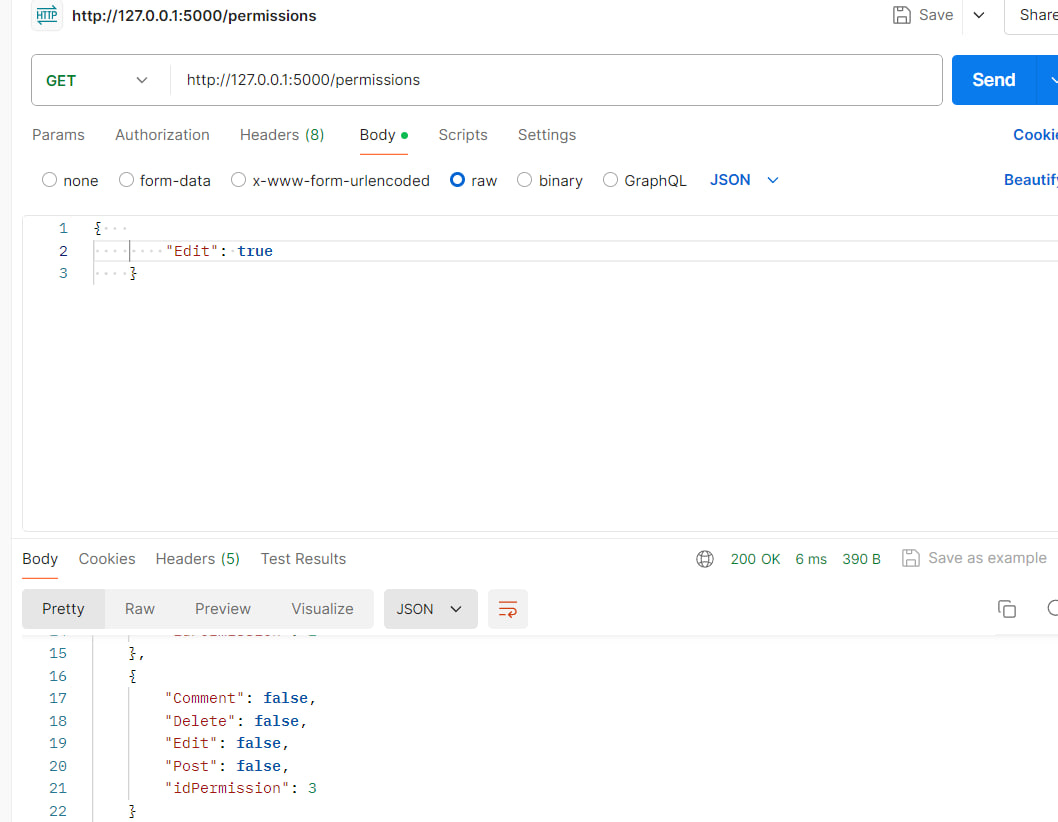 HTTP http://127.0.0.1:5000/permissions Save Share
GET http://127.0.0.1:5000/permissions Send
Params Authorization Headers (8) Body Scripts Settings Cookie
none form-data x-www-form-urlencoded raw binary GraphQL JSON Beautify
1 {
2 "Edit": true
3 }
Body Cookies Headers (5) Test Results 200 OK 6 ms 390 B Save as example
Pretty Raw Preview Visualize JSON
15 },
16 {
17 "Comment": false,
18 "Delete": false,
19 "Edit": false,
20 "Post": false,
21 "idPermission": 3
22 }